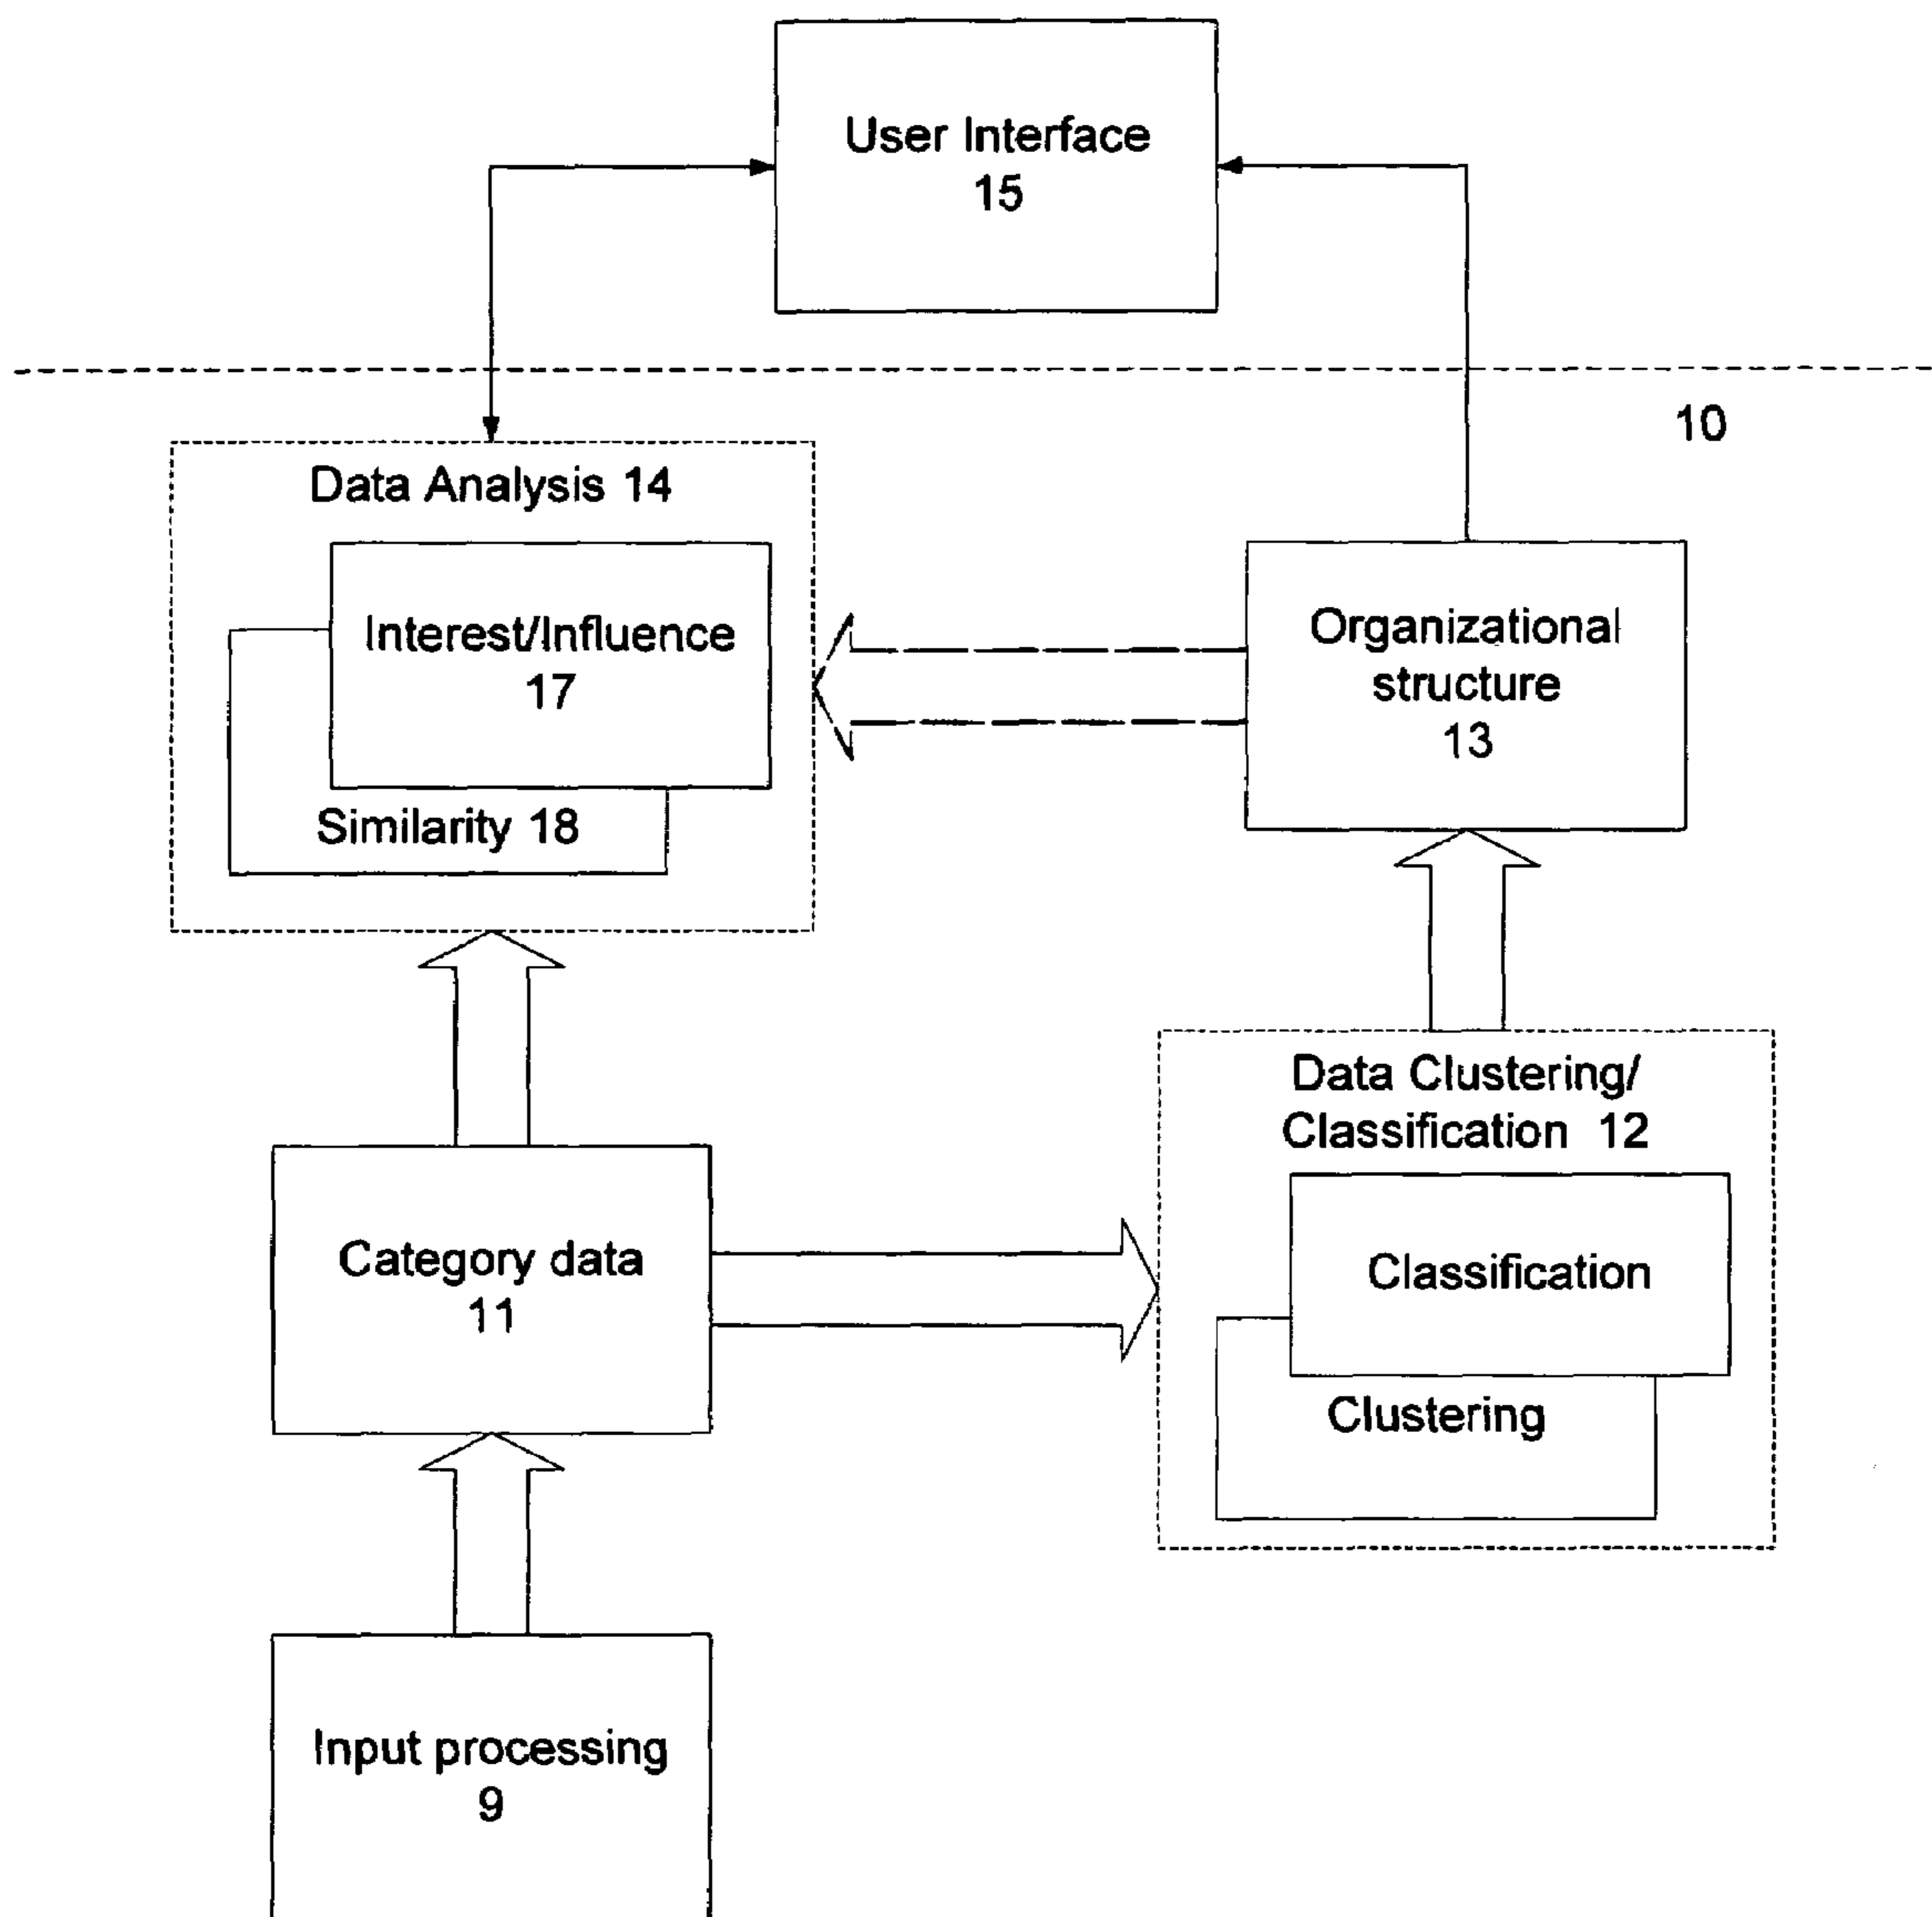 User Interface
15
10
Data Analysis 14
Interest/Influence
17
Similarity 18
Organizational
structure
13
Data Clustering/
Classification 12
Classification
Clustering
Category data
11
Input processing
9